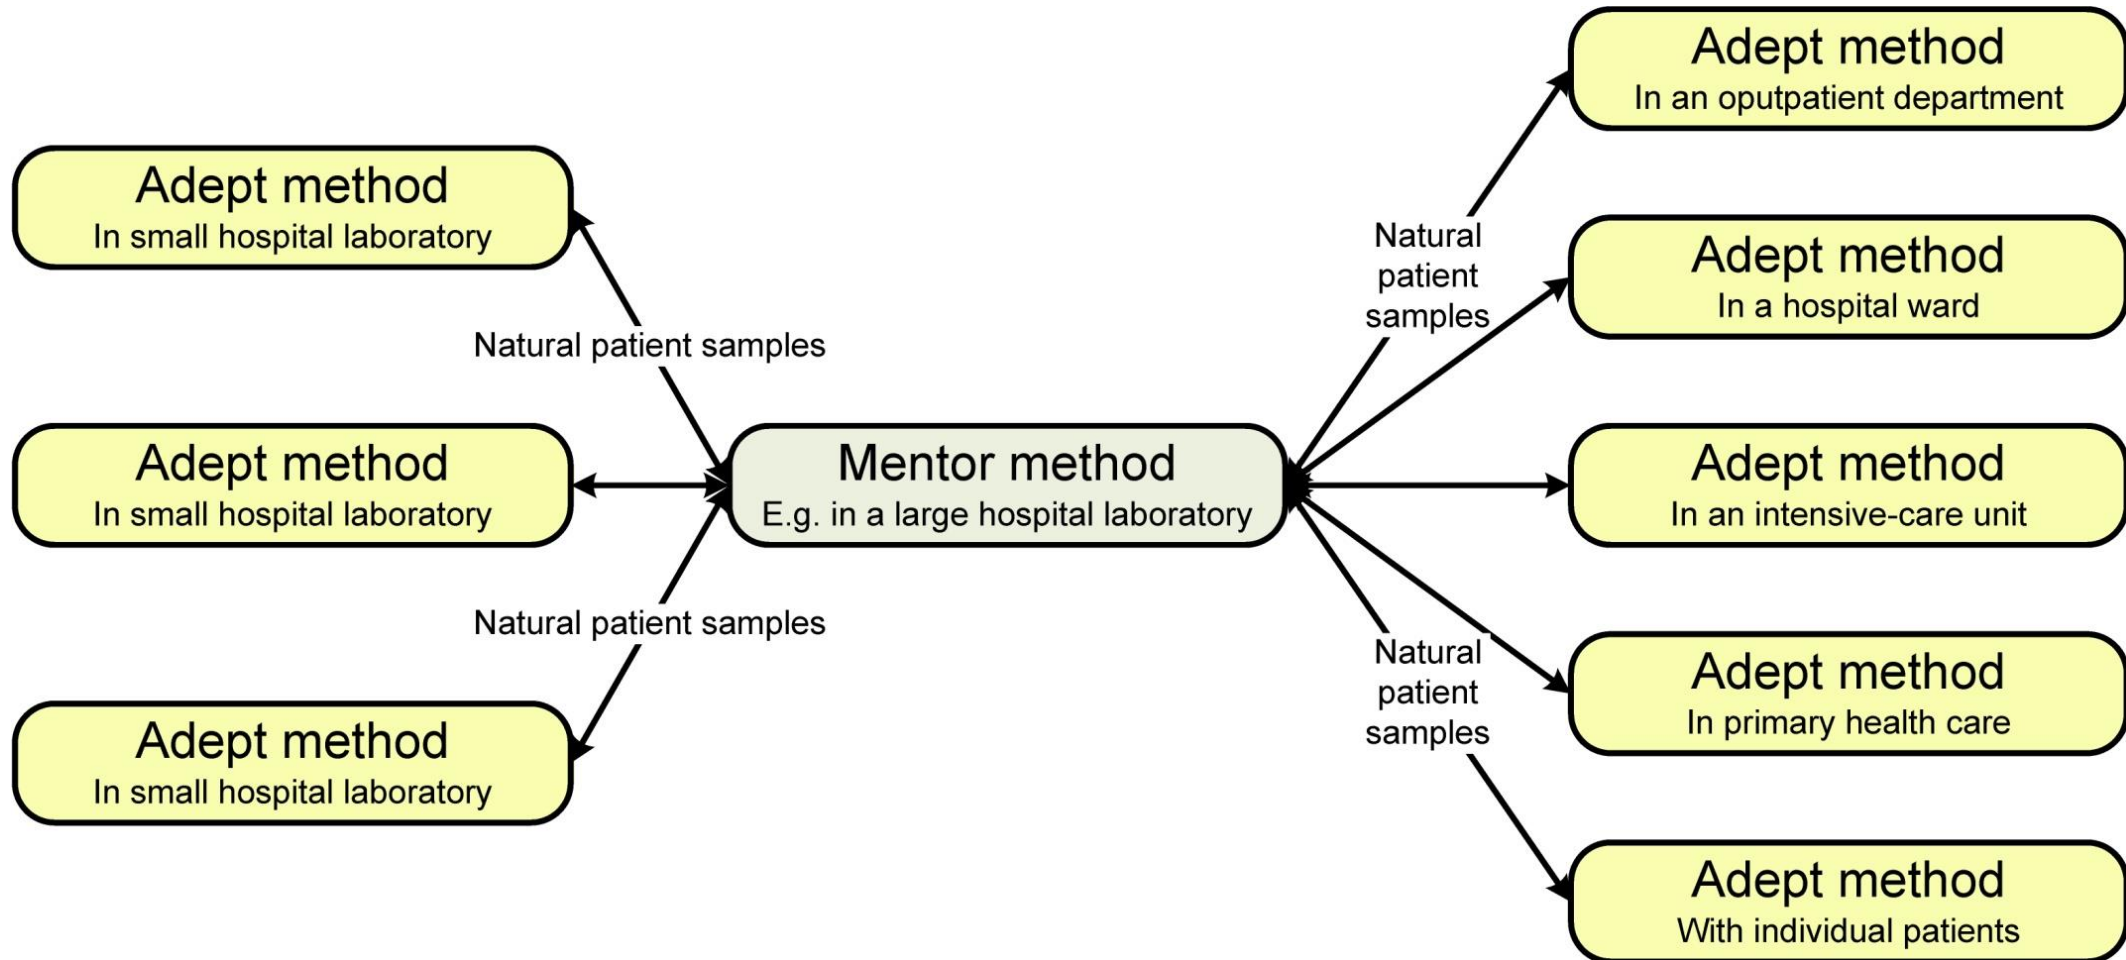 Adept method
In small hospital laboratory
Natural patient samples
Adept method
In small hospital laboratory
Natural patient samples
Adept method
In small hospital laboratory
Mentor method
E.g. in a large hospital laboratory
Natural
patient
samples
Natural
patient
samples
Adept method
In an oputpatient department
Adept method
In a hospital ward
Adept method
In an intensive-care unit
Adept method
In primary health care
Adept method
With individual patients